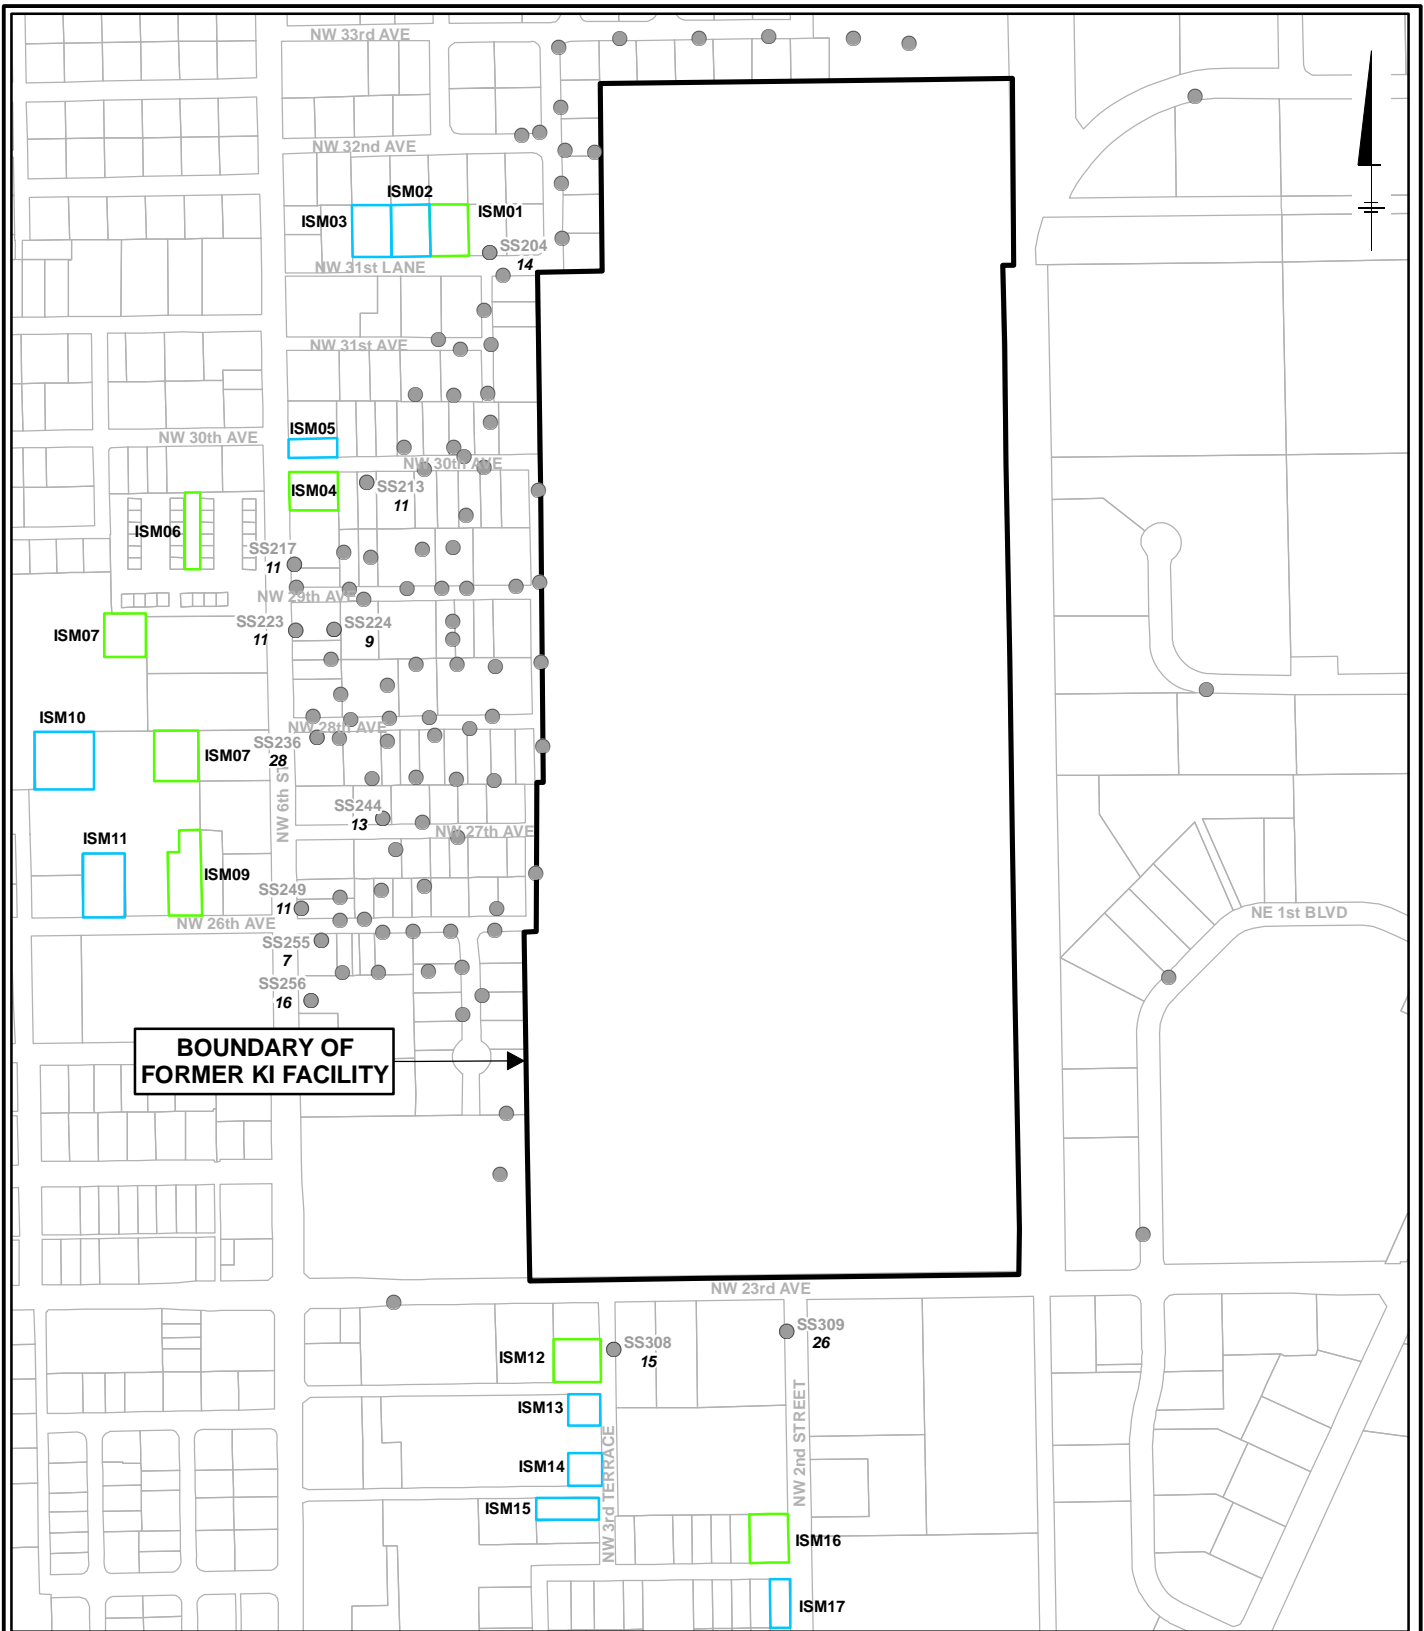 NW 33rd AVE
NW 32nd AVE
ISM02
ISM03
ISM01
SS204
14
NW 31st LANE
NW 31st AVE
ISM05
NW 30th AVE
NW 30th AVE
ISM04
SS213
11
ISM06
SS217
11
NW 29th AVE
SS223
11
SS224
9
ISM07
ISM10
NW 28th AVE
SS236
28
ISM07
NW 6th ST
SS244
13
NW 27th AVE
ISM11
ISM09
SS249
11
NW 26th AVE
NE 1st BLVD
SS255
7
SS256
16
BOUNDARY OF
FORMER KI FACILITY
NW 23rd AVE
SS309
26
SS308
15
ISM12
ISM13
NW 2nd STREET
ISM14
NW 3rd TERRACE
ISM15
ISM16
ISM17